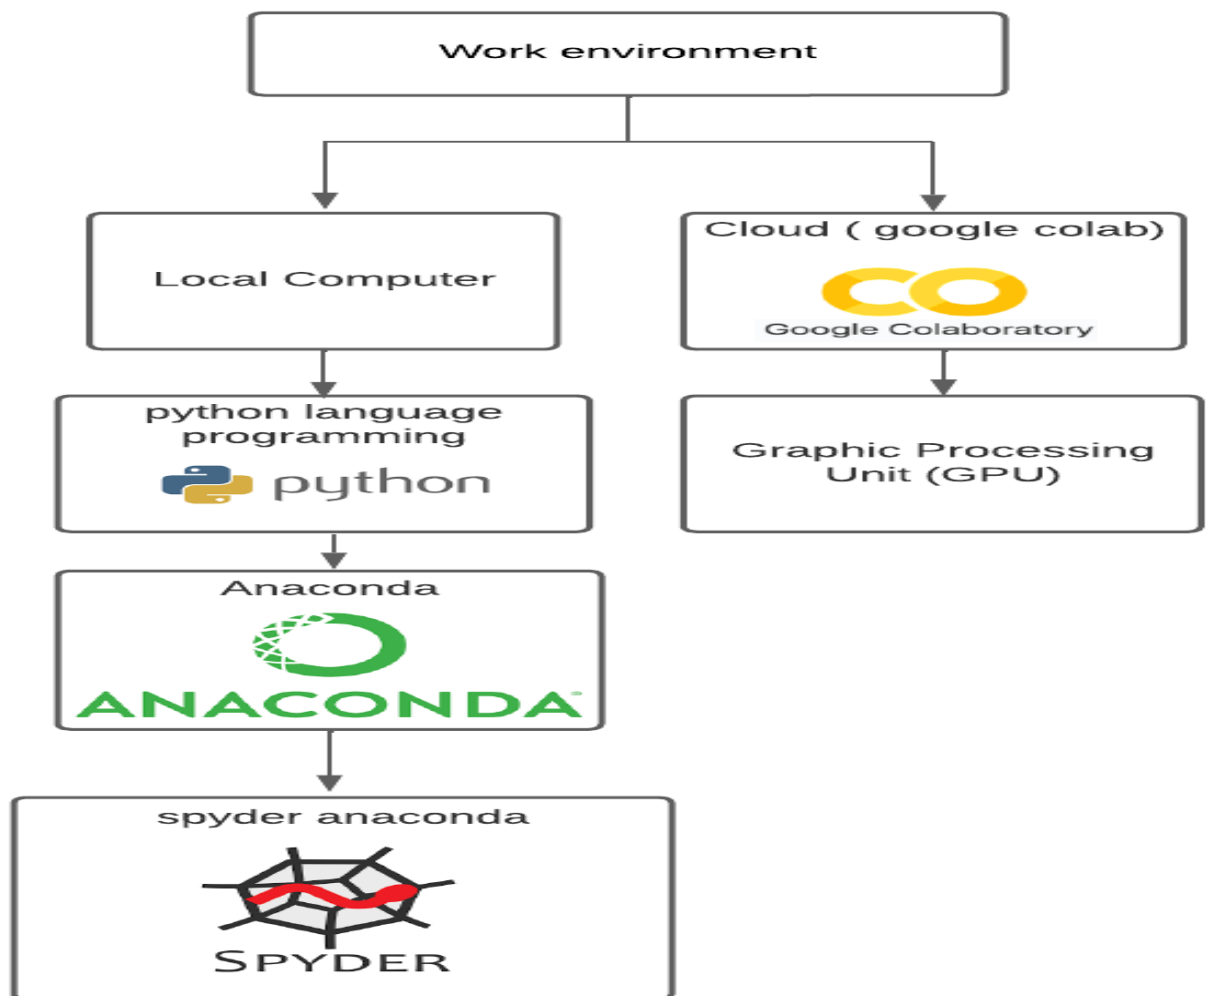 Work environment
Local Computer
Cloud ( google colab)
Google Colaboratory
python language
programming
python
Graphic Processing
Unit (GPU)
Anaconda
ANACONDA
spyder anaconda
SPYDER